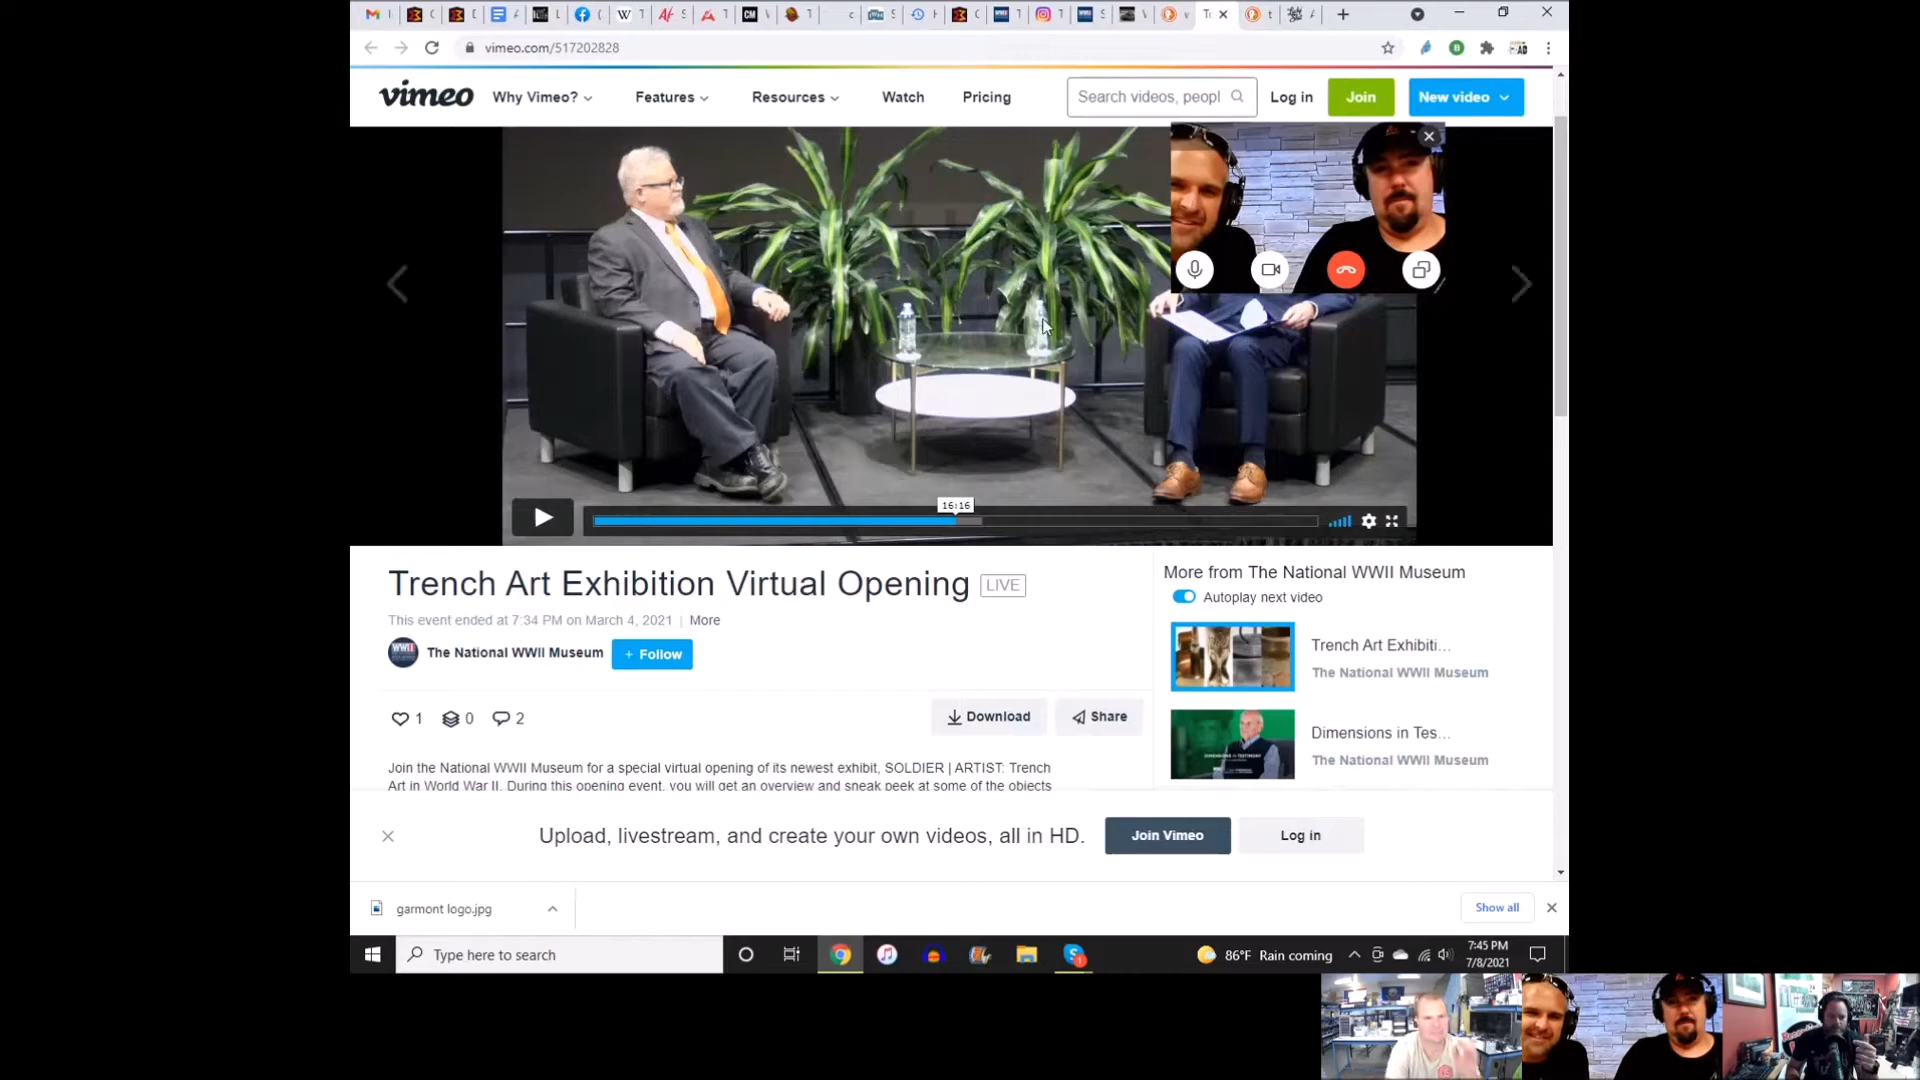 vimeo.com/517202828
vimeo Why Vimeo? Features Resources Watch Pricing Search videos, peopl Log in Join New video
16:16
Trench Art Exhibition Virtual Opening LIVE
This event ended at 7:34 PM on March 4, 2021 | More
The National WWII Museum + Follow
1 0 2
Download Share
Join the National WWII Museum for a special virtual opening of its newest exhibit, SOLDIER | ARTIST: Trench
Art in World War II. During this opening event, you will get an overview and sneak peek at some of the objects
More from The National WWII Museum
Autoplay next video
Trench Art Exhibiti...
The National WWII Museum
Dimensions in Tes...
The National WWII Museum
Upload, livestream, and create your own videos, all in HD. Join Vimeo Log in
garmont logo.jpg Show all
Type here to search 86°F Rain coming 7:45 PM
7/8/2021